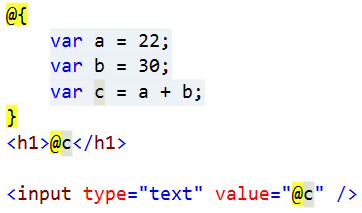 @{
var a = 22;
var b = 30;
var c = a + b;
}
<h1>@c</h1>
<input type="text" value="@c" />